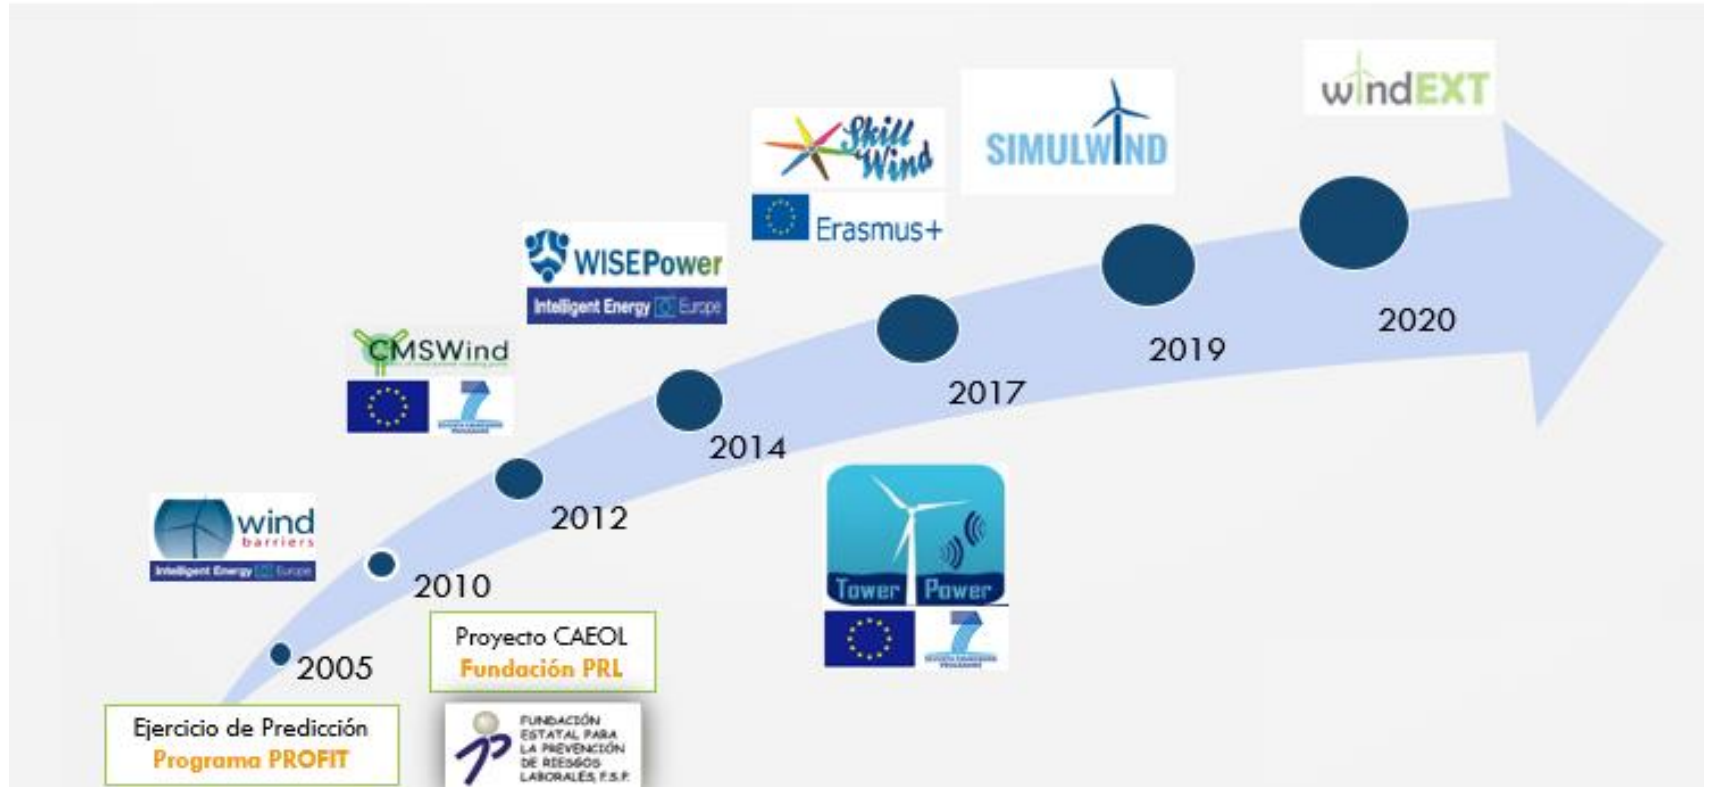 windEXT
Skill
Wind
SIMULWIND
Erasmus+
WISEPower
Intelligent Energy Europe
2020
2019
CMSWind
2017
2014
wind
barriers
Intelligent Energy Europe
2012
2010
Tower Power
Proyecto CAEOL
Fundación PRL
2005
Ejercicio de Predicción
Programa PROFIT
FUNDACIÓN
ESTATAL PARA
LA PREVENCIÓN
DE RIESGOS
LABORALES, F.S.P.